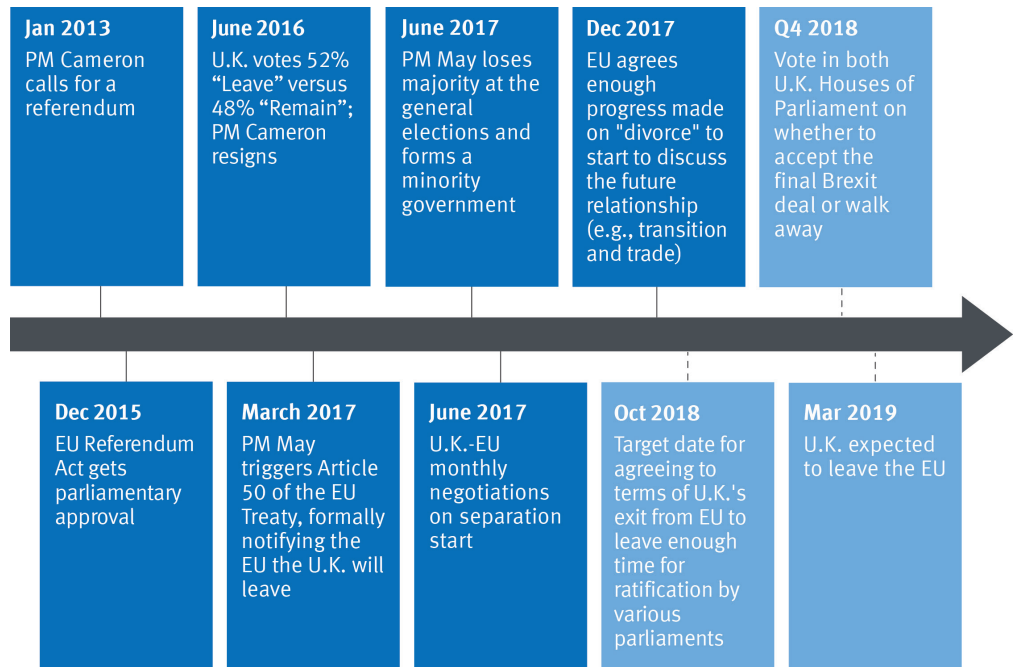 Jan 2013
PM Cameron
calls for a
referendum
June 2016
U.K. votes 52%
“Leave” versus
48% “Remain”;
PM Cameron
resigns
June 2017
PM May loses
majority at the
general
elections and
forms a
minority
government
Dec 2017
EU agrees
enough
progress made
on "divorce" to
start to discuss
the future
relationship
(e.g., transition
and trade)
Q4 2018
Vote in both
U.K. Houses of
Parliament on
whether to
accept the
final Brexit
deal or walk
away
Dec 2015
EU Referendum
Act gets
parliamentary
approval
March 2017
PM May
triggers Article
50 of the EU
Treaty, formally
notifying the
EU the U.K. will
leave
June 2017
U.K.-EU
monthly
negotiations
on separation
start
Oct 2018
Target date for
agreeing to
terms of U.K.'s
exit from EU to
leave enough
time for
ratification by
various
parliaments
Mar 2019
U.K. expected
to leave the EU